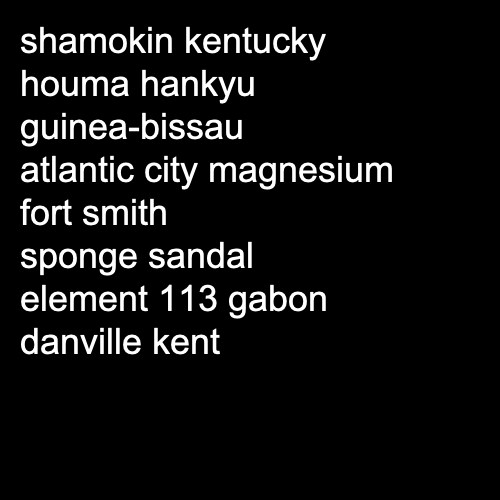 shamokin kentucky
houma hankyu
guinea-bissau
atlantic city magnesium
fort smith
sponge sandal
element 113 gabon
danville kent